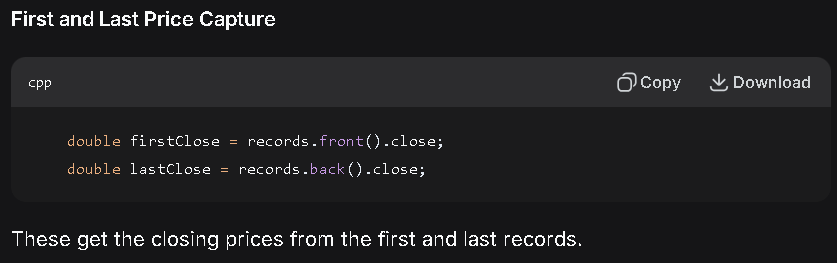 First and Last Price Capture
cpp
Copy
Download
double firstClose = records.front().close;
double lastClose = records.back().close;
These get the closing prices from the first and last records.